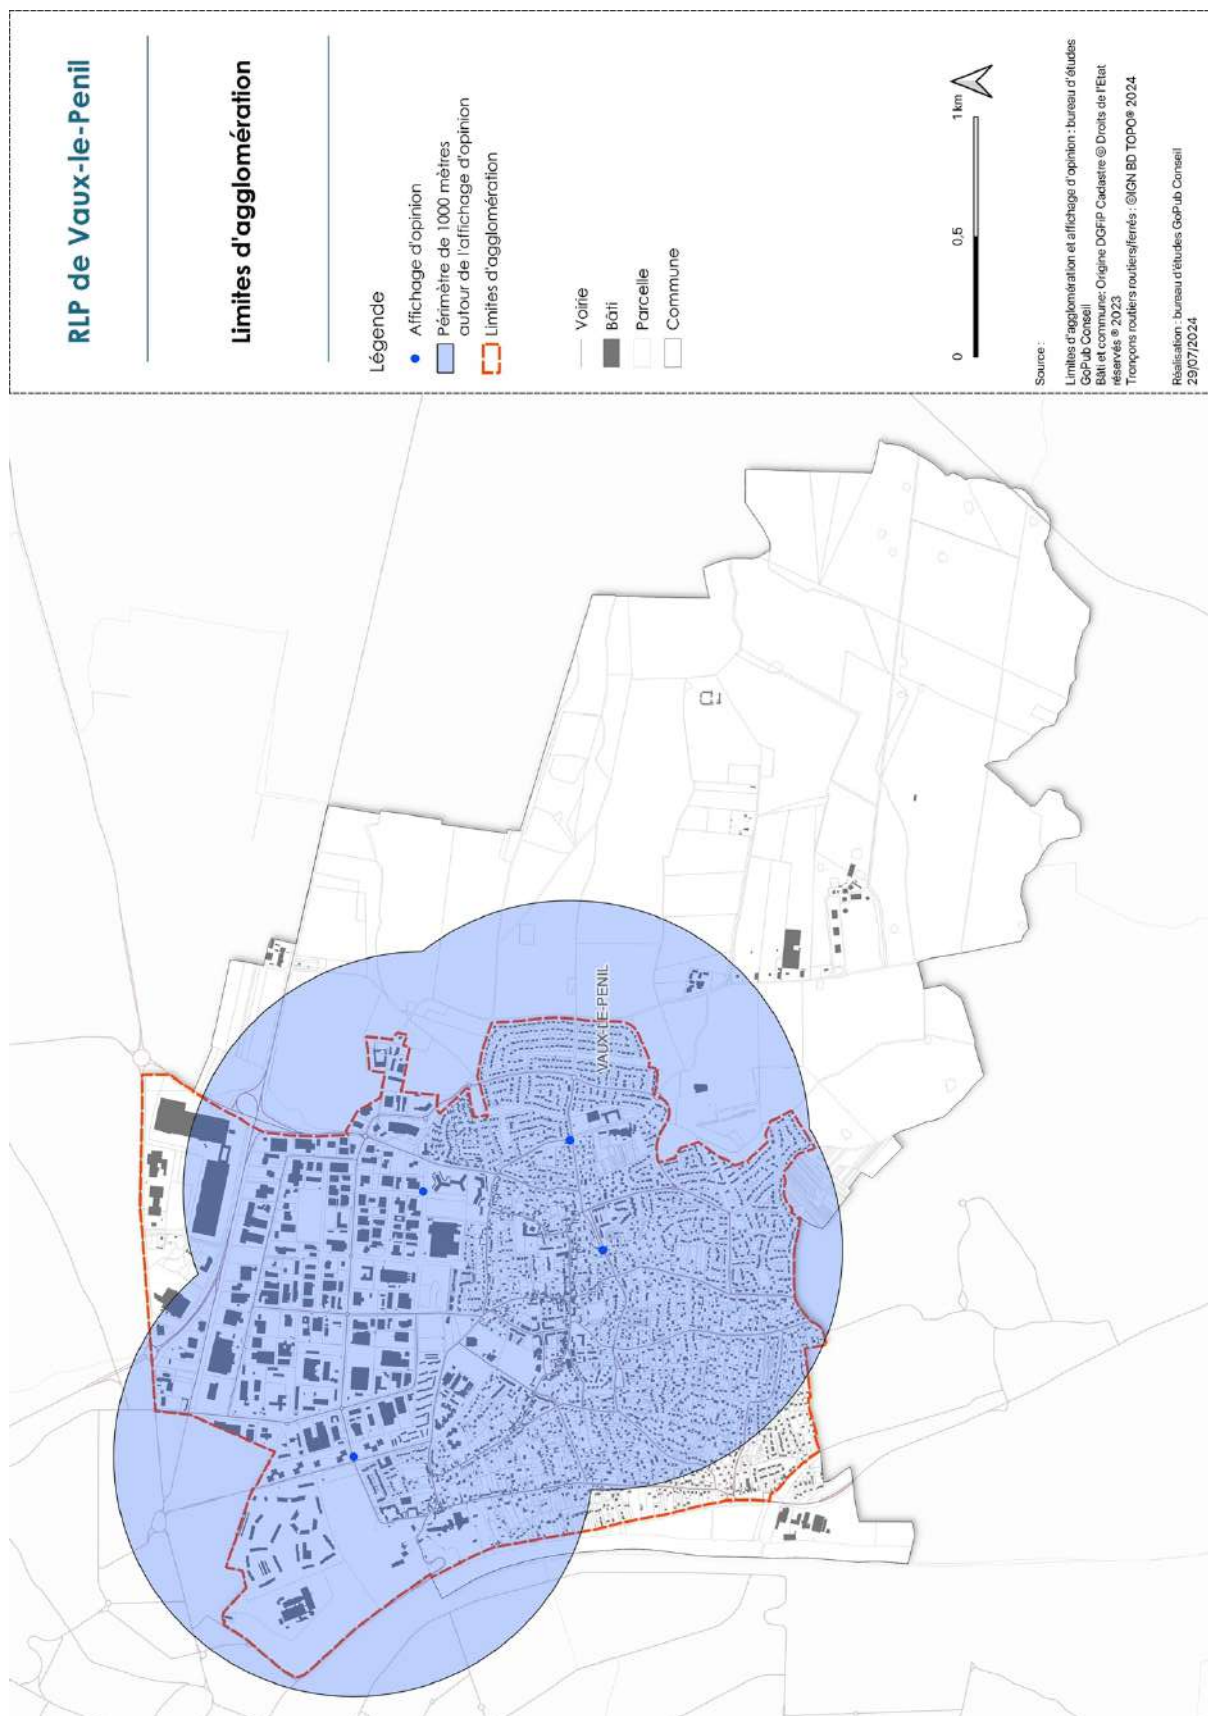 RLP de Vaux-le-Penil
Limites d'agglomération
Légende
Affichage d'opinion
Périmètre de 1000 mètres
autour de l'affichage d'opinion
Limites d'agglomération
Voirie
Bâti
Parcelle
Commune
0 0,5 1 km
Source :
Limites d'agglomération et affichage d'opinion : bureau d'études
GoPub Conseil
Bâti et commune: Origine DGFiP Cadastre © Droits de l'Etat
réservés ® 2023
Tronçons routiers/ferrés : ©IGN BD TOPO® 2024
Réalisation : bureau d'études GoPub Conseil
29/07/2024
VAUX-LE-PENIL